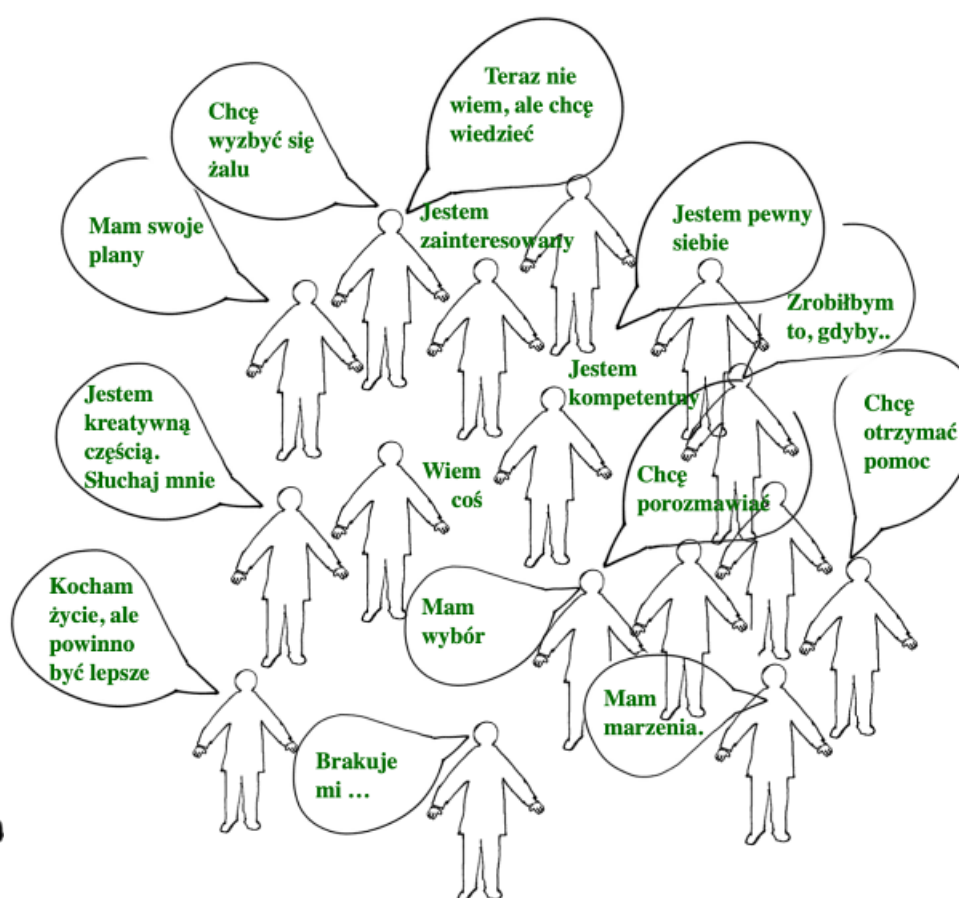 Teraz nie
wiem, ale chcę
wiedzieć
Chcę
wyzbyć się
żalu
Mam swoje
plany
Jestem
zainteresowany
Jestem pewny
siebie
Zrobiłbym
to, gdyby..
Jestem
kompetentny
Jestem
kreatywną
częścią.
Słuchaj mnie
Chcę
otrzymać
pomoc
Wiem
coś
Chcę
porozmawiać
Kocham
życie, ale
powinno
być lepsze
Mam
wybór
Mam
marzenia.
Brakuje
mi …